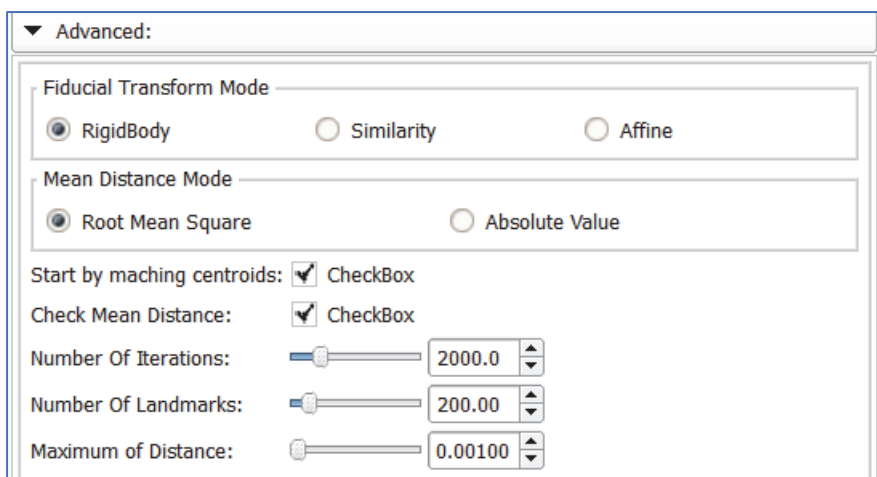 Advanced:
Fiducial Transform Mode
RigidBody Similarity Affine
Mean Distance Mode
Root Mean Square Absolute Value
Start by maching centroids: CheckBox
Check Mean Distance: CheckBox
Number Of Iterations: 2000.0
Number Of Landmarks: 200.00
Maximum of Distance: 0.00100